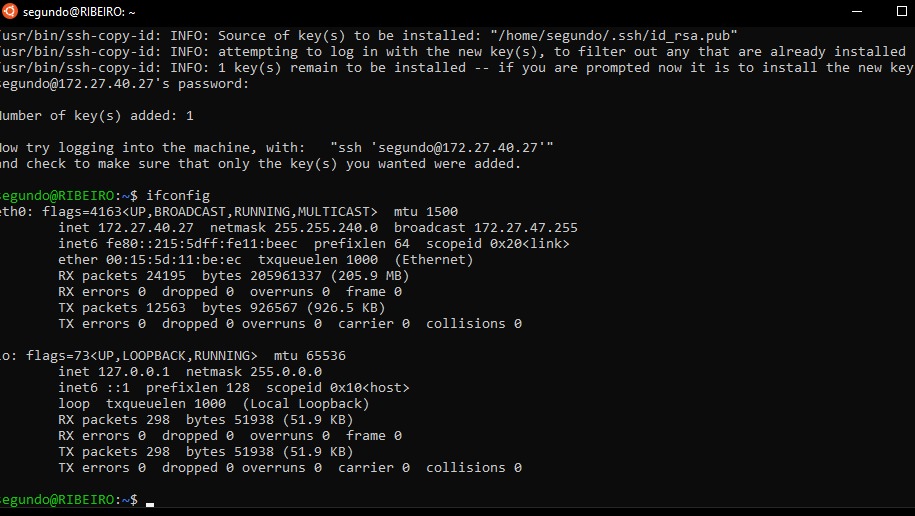 segundo@RIBEIRO: ~
/usr/bin/ssh-copy-id: INFO: Source of key(s) to be installed: "/home/segundo/.ssh/id_rsa.pub"
/usr/bin/ssh-copy-id: INFO: attempting to log in with the new key(s), to filter out any that are already installed
/usr/bin/ssh-copy-id: INFO: 1 key(s) remain to be installed -- if you are prompted now it is to install the new key
segundo@172.27.40.27's password:
Number of key(s) added: 1
Now try logging into the machine, with:   "ssh 'segundo@172.27.40.27'"
and check to make sure that only the key(s) you wanted were added.
segundo@RIBEIRO:~$ ifconfig
eth0: flags=4163<UP,BROADCAST,RUNNING,MULTICAST>  mtu 1500
inet 172.27.40.27  netmask 255.255.240.0  broadcast 172.27.47.255
inet6 fe80::215:5dff:fe11:beec  prefixlen 64  scopeid 0x20<link>
ether 00:15:5d:11:be:ec  txqueuelen 1000  (Ethernet)
RX packets 24195  bytes 205961337 (205.9 MB)
RX errors 0  dropped 0  overruns 0  frame 0
TX packets 12563  bytes 926567 (926.5 KB)
TX errors 0  dropped 0 overruns 0  carrier 0  collisions 0
lo: flags=73<UP,LOOPBACK,RUNNING>  mtu 65536
inet 127.0.0.1  netmask 255.0.0.0
inet6 ::1  prefixlen 128  scopeid 0x10<host>
loop  txqueuelen 1000  (Local Loopback)
RX packets 298  bytes 51938 (51.9 KB)
RX errors 0  dropped 0  overruns 0  frame 0
TX packets 298  bytes 51938 (51.9 KB)
TX errors 0  dropped 0 overruns 0  carrier 0  collisions 0
segundo@RIBEIRO:~$